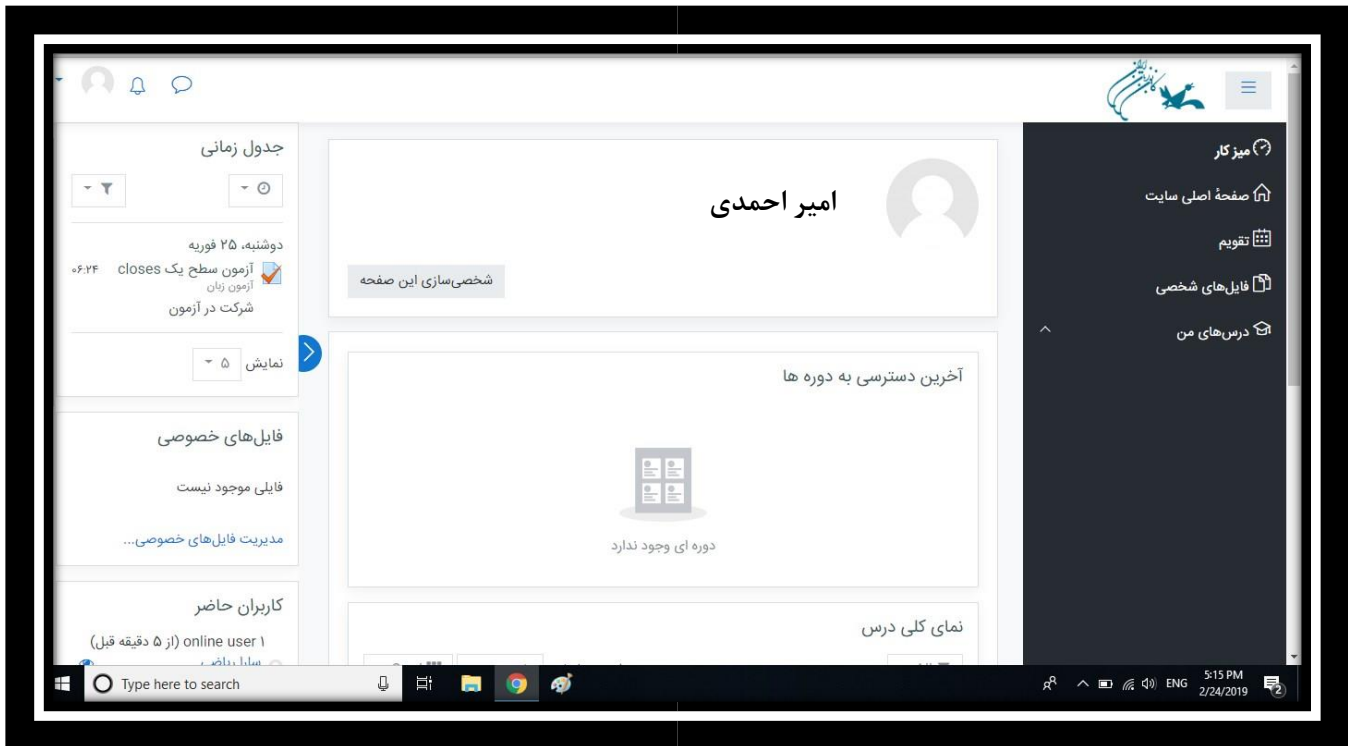 کانون زبان ایران
میز کار
صفحهٔ اصلی سایت
تقویم
فایل‌های شخصی
درس‌های من
امیر احمدی
شخصی‌سازی این صفحه
آخرین دسترسی به دوره ها
دوره ای وجود ندارد
نمای کلی درس
جدول زمانی
دوشنبه، ۲۵ فوریه
آزمون سطح یک closes ۰۶:۲۴
آزمون زبان
شرکت در آزمون
نمایش ۵
فایل‌های خصوصی
فایلی موجود نیست
مدیریت فایل‌های خصوصی...
کاربران حاضر
۱ online user (از ۵ دقیقه قبل)
Type here to search
ENG
5:15 PM
2/24/2019
2